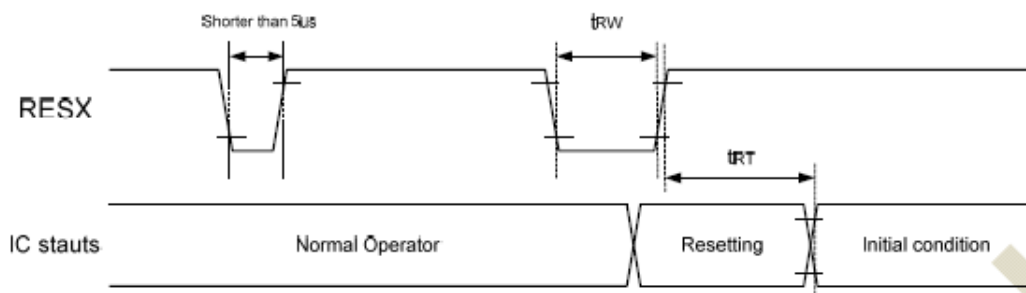 Shorter than 5us
tRW
RESX
tRT
IC stauts
Normal Operator
Resetting
Initial condition